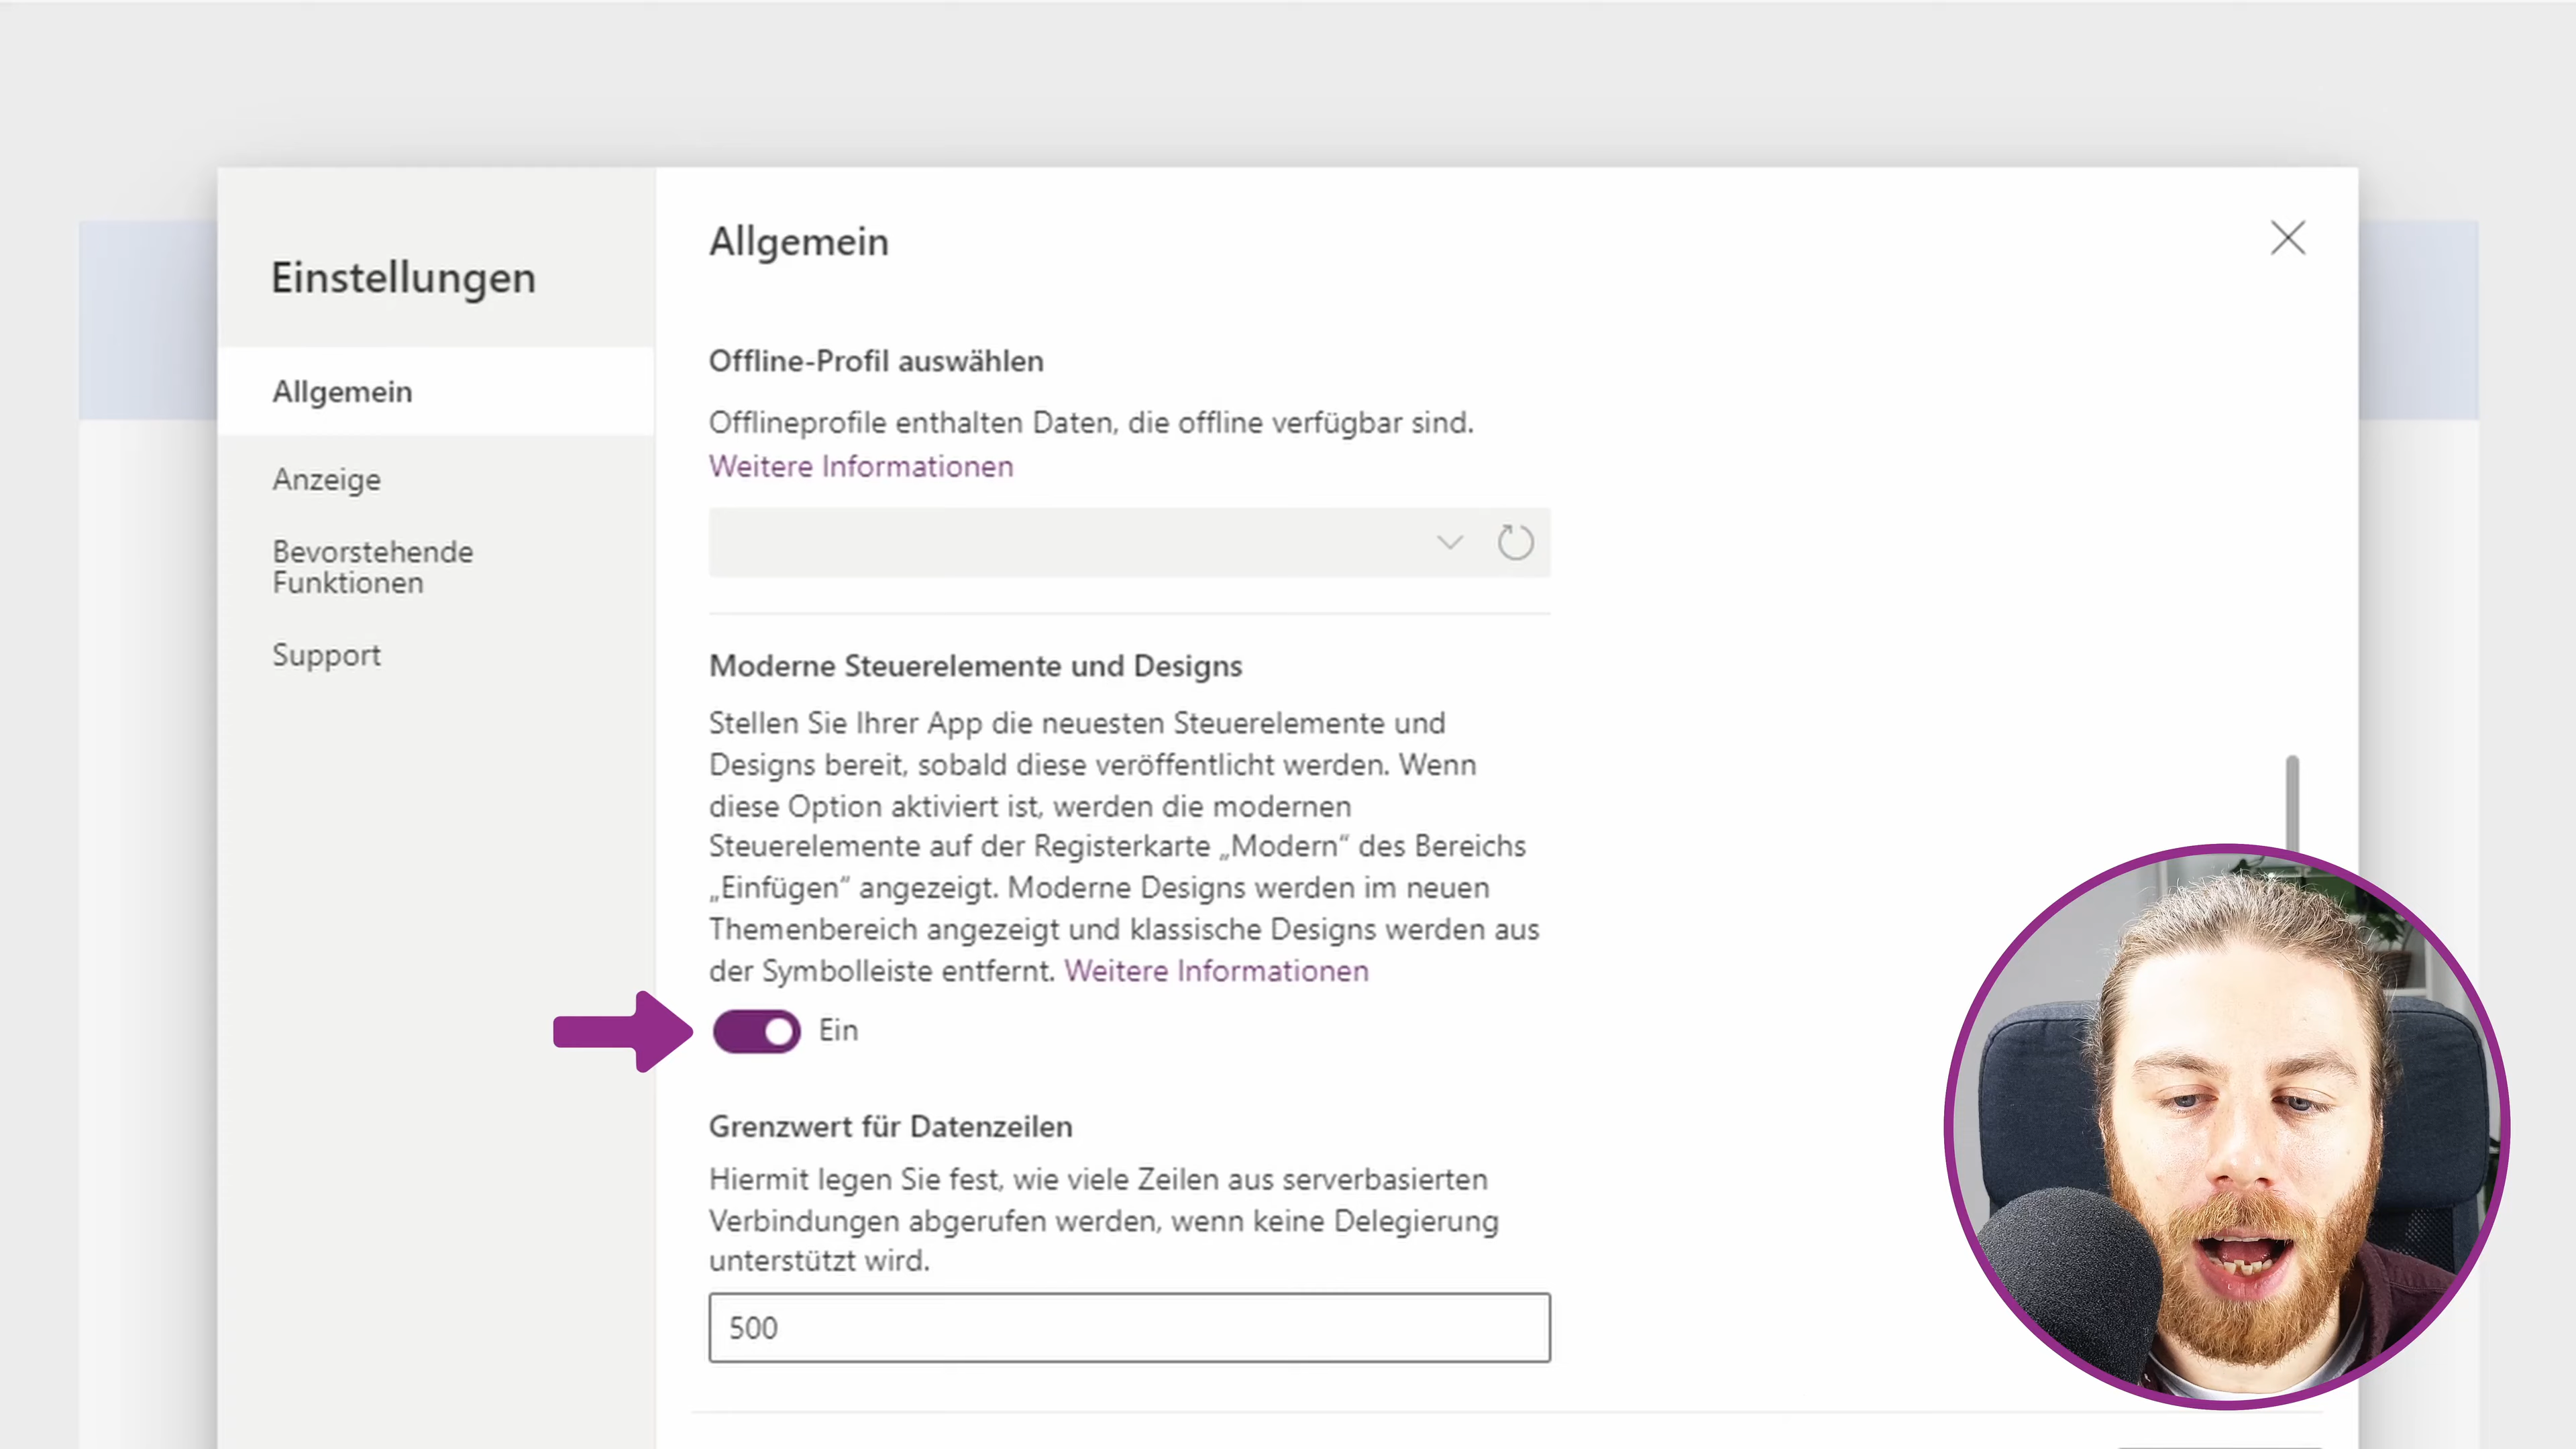 Einstellungen
Allgemein
Anzeige
Bevorstehende
Funktionen
Support
Allgemein
Offline-Profil auswählen
Offlineprofile enthalten Daten, die offline verfügbar sind.
Weitere Informationen
Moderne Steuerelemente und Designs
Stellen Sie Ihrer App die neuesten Steuerelemente und
Designs bereit, sobald diese veröffentlicht werden. Wenn
diese Option aktiviert ist, werden die modernen
Steuerelemente auf der Registerkarte „Modern“ des Bereichs
„Einfügen“ angezeigt. Moderne Designs werden im neuen
Themenbereich angezeigt und klassische Designs werden aus
der Symbolleiste entfernt. Weitere Informationen
Ein
Grenzwert für Datenzeilen
Hiermit legen Sie fest, wie viele Zeilen aus serverbasierten
Verbindungen abgerufen werden, wenn keine Delegierung
unterstützt wird.
500